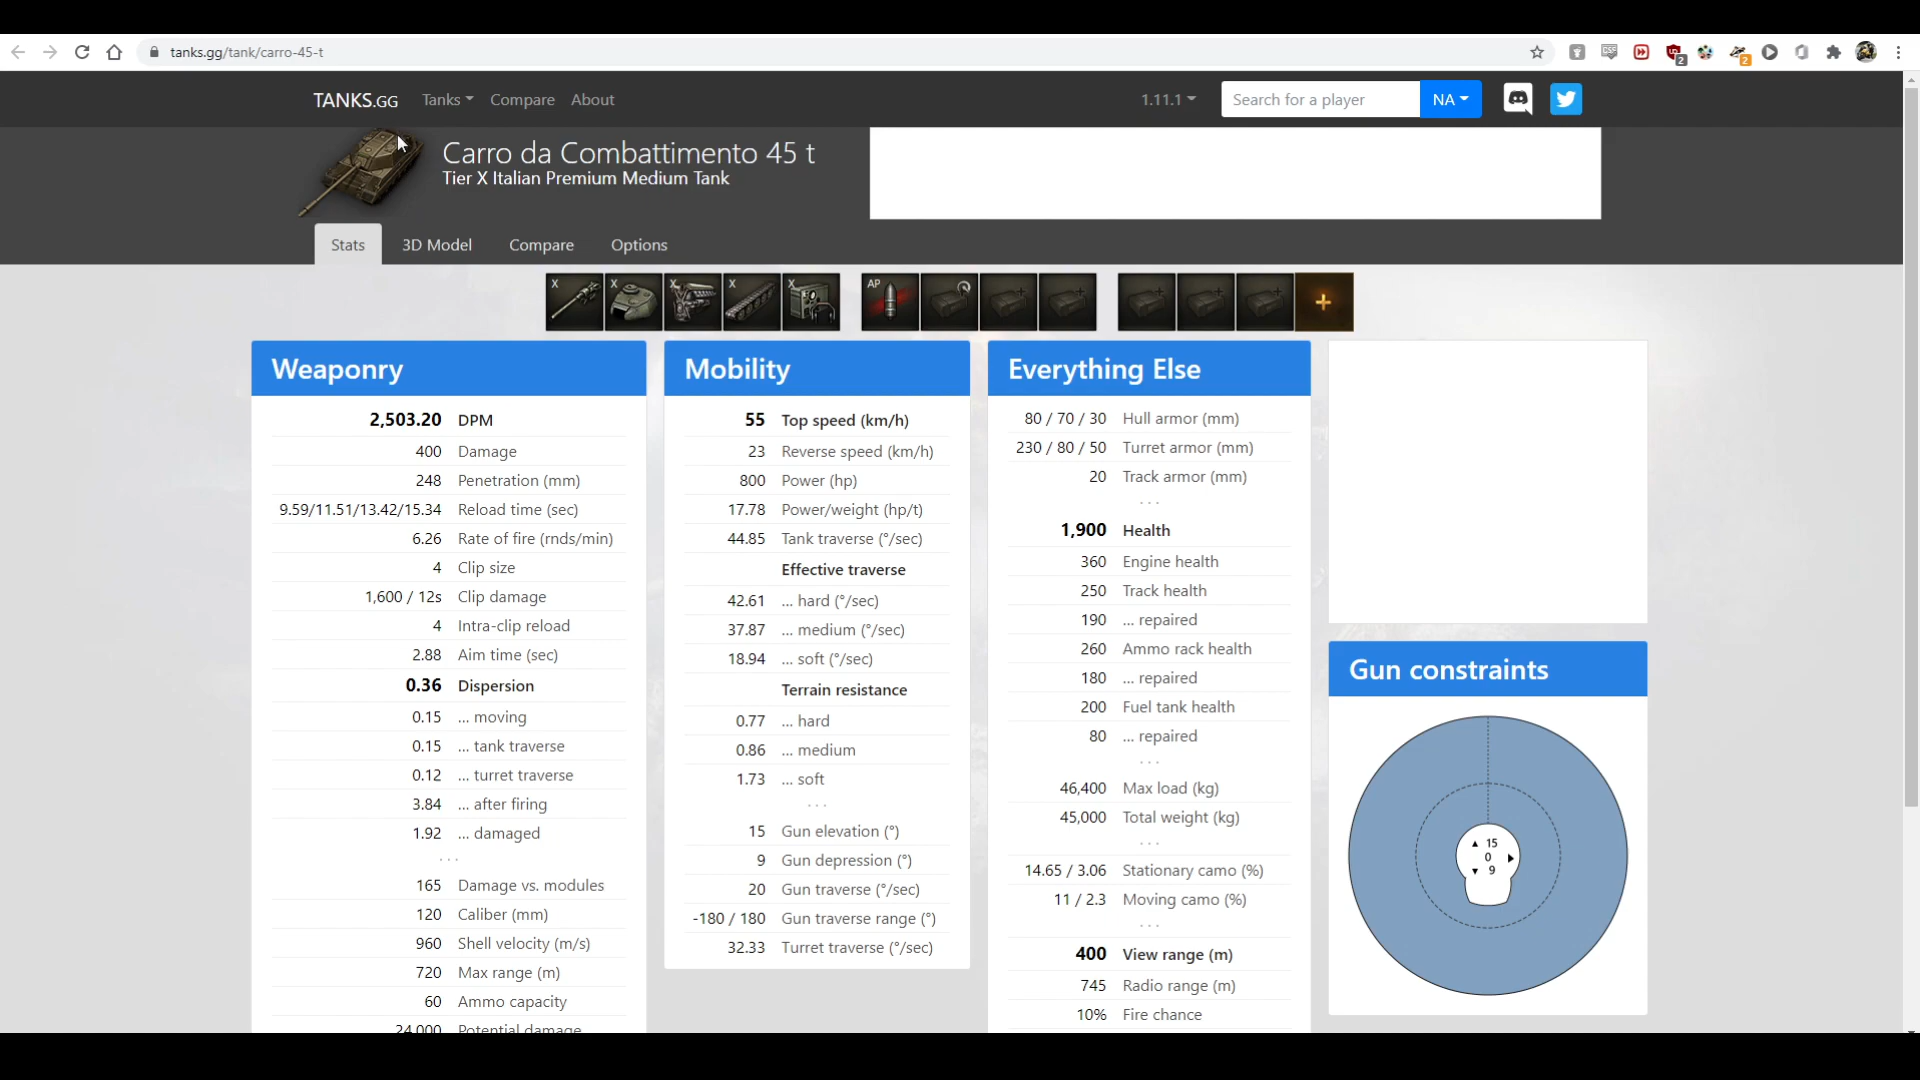 tanks.gg/tank/carro-45-t
2
2
TANKS.GG Tanks Compare About 1.11.1 Search for a player NA
Carro da Combattimento 45 t
Tier X Italian Premium Medium Tank
Stats 3D Model Compare Options
X X X X X AP
Weaponry
2,503.20 DPM
400 Damage
248 Penetration (mm)
9.59/11.51/13.42/15.34 Reload time (sec)
6.26 Rate of fire (rnds/min)
4 Clip size
1,600 / 12s Clip damage
4 Intra-clip reload
2.88 Aim time (sec)
0.36 Dispersion
0.15 ... moving
0.15 ... tank traverse
0.12 ... turret traverse
3.84 ... after firing
1.92 ... damaged
...
165 Damage vs. modules
120 Caliber (mm)
960 Shell velocity (m/s)
720 Max range (m)
60 Ammo capacity
24,000 Potential damage
Mobility
55 Top speed (km/h)
23 Reverse speed (km/h)
800 Power (hp)
17.78 Power/weight (hp/t)
44.85 Tank traverse (°/sec)
Effective traverse
42.61 ... hard (°/sec)
37.87 ... medium (°/sec)
18.94 ... soft (°/sec)
Terrain resistance
0.77 ... hard
0.86 ... medium
1.73 ... soft
...
15 Gun elevation (°)
9 Gun depression (°)
20 Gun traverse (°/sec)
-180 / 180 Gun traverse range (°)
32.33 Turret traverse (°/sec)
Everything Else
80 / 70 / 30 Hull armor (mm)
230 / 80 / 50 Turret armor (mm)
20 Track armor (mm)
...
1,900 Health
360 Engine health
250 Track health
190 ... repaired
260 Ammo rack health
180 ... repaired
200 Fuel tank health
80 ... repaired
...
46,400 Max load (kg)
45,000 Total weight (kg)
...
14.65 / 3.06 Stationary camo (%)
11 / 2.3 Moving camo (%)
...
400 View range (m)
745 Radio range (m)
10% Fire chance
Gun constraints
15
0
9